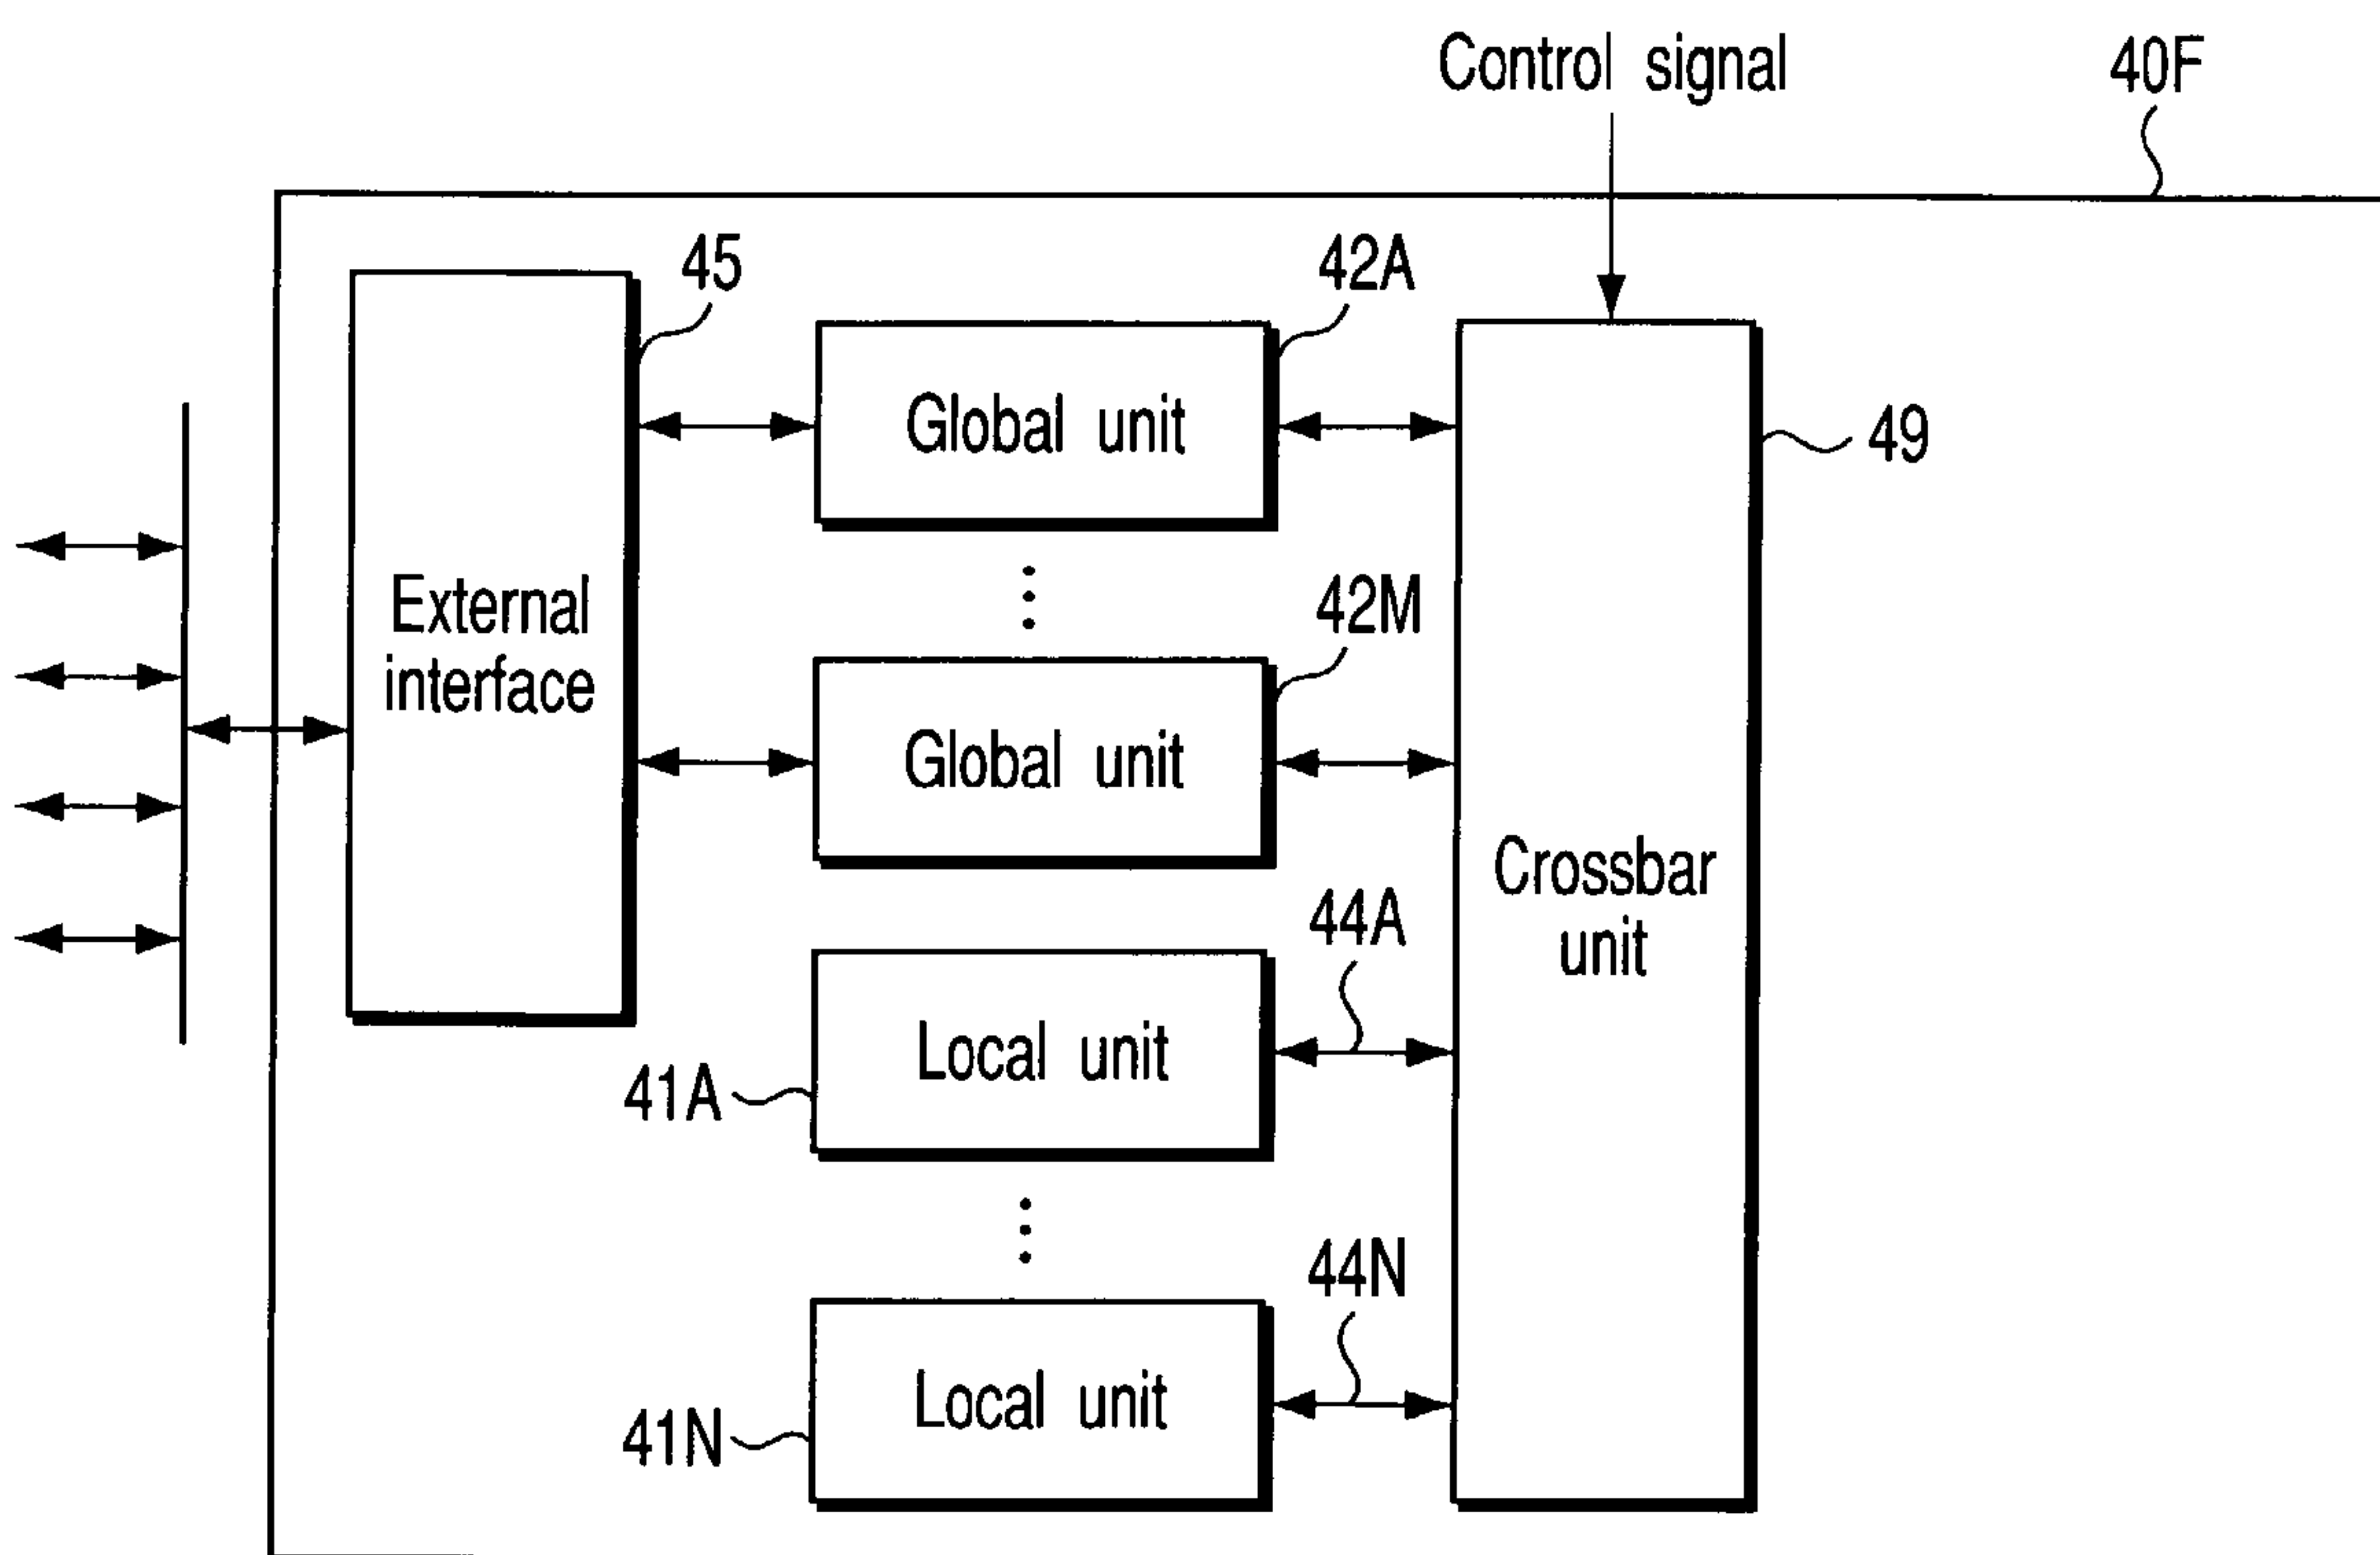 Control signal
40F
45
42A
Global unit
49
External
interface
42M
Global unit
Crossbar
unit
44A
Local unit
41A
44N
Local unit
41N